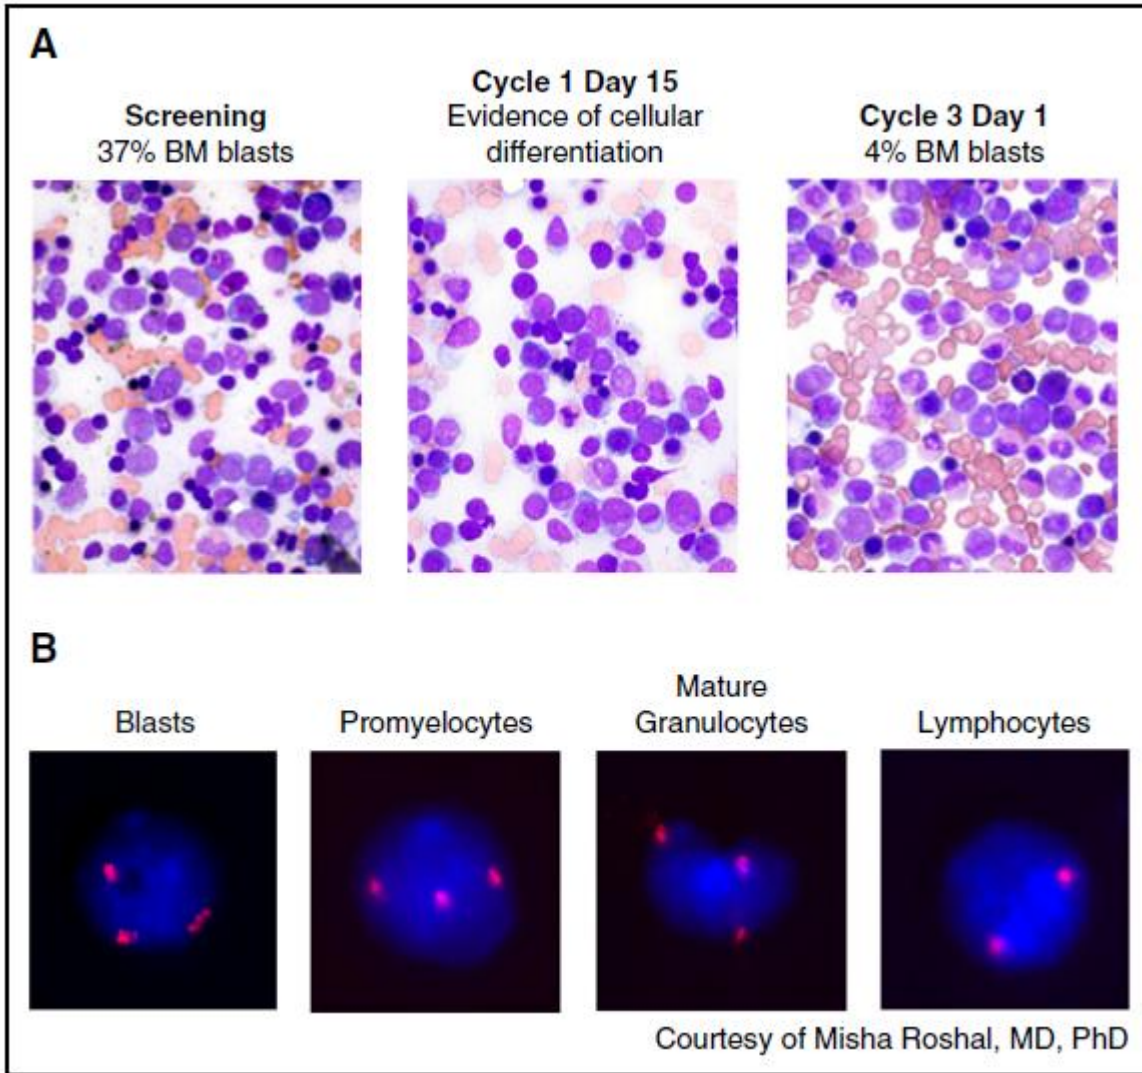 A
Screening
37% BM blasts
Cycle 1 Day 15
Evidence of cellular
differentiation
Cycle 3 Day 1
4% BM blasts
B
Blasts
Promyelocytes
Mature
Granulocytes
Lymphocytes
Courtesy of Misha Roshal, MD, PhD